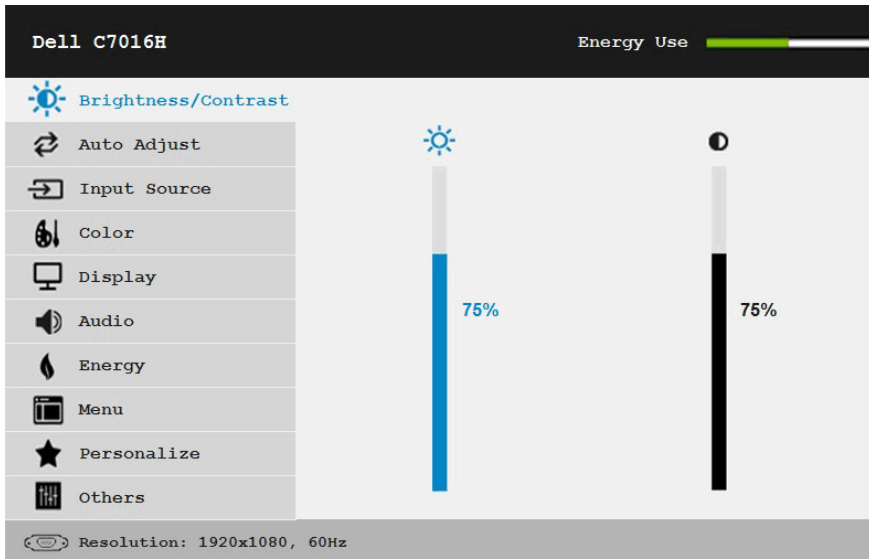 Dell C7016H
Energy Use
Brightness/Contrast
Auto Adjust
Input Source
Color
Display
Audio
Energy
Menu
Personalize
Others
75%
75%
Resolution: 1920x1080, 60Hz